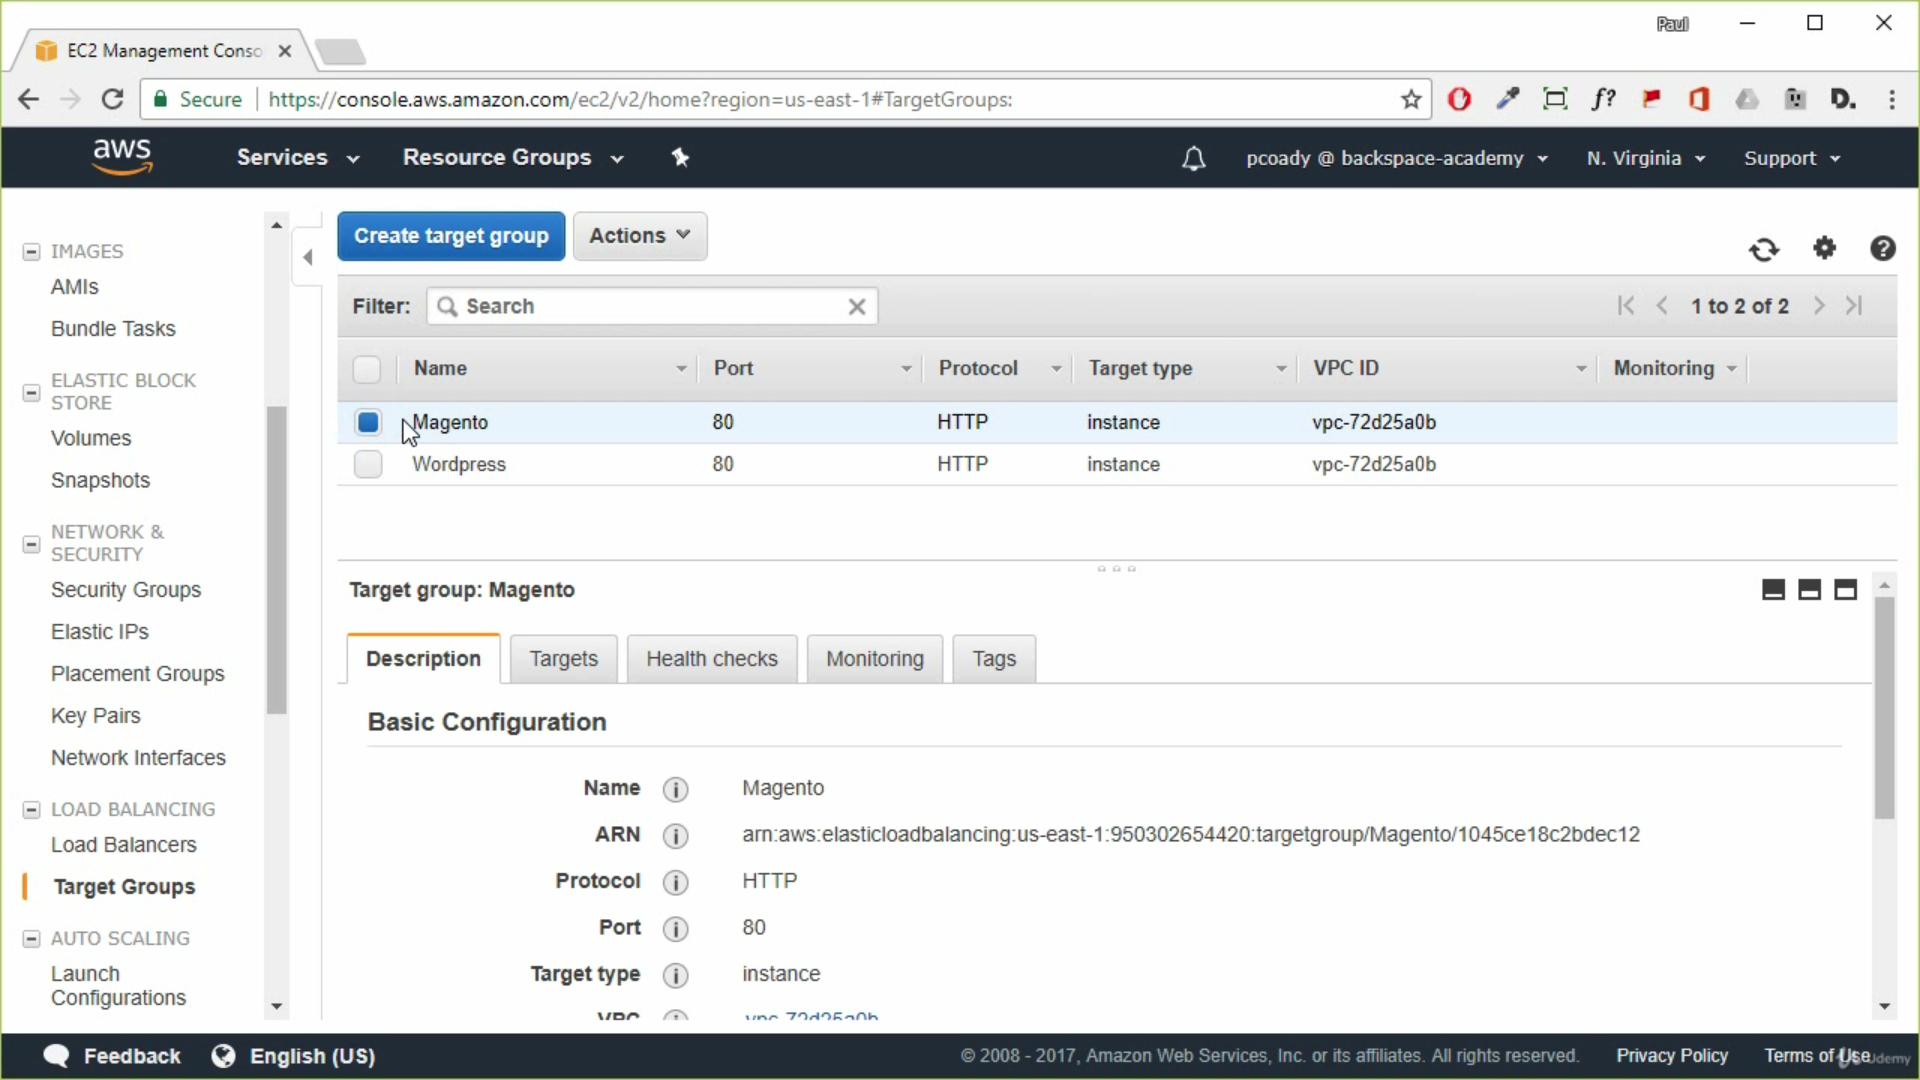 Paul
EC2 Management Conso
Secure
https://console.aws.amazon.com/ec2/v2/home?region=us-east-1#TargetGroups:
f?
D.
aws
Services
Resource Groups
pcoady @ backspace-academy
N. Virginia
Support
IMAGES
AMIs
Bundle Tasks
ELASTIC BLOCK
STORE
Volumes
Snapshots
NETWORK &
SECURITY
Security Groups
Elastic IPs
Placement Groups
Key Pairs
Network Interfaces
LOAD BALANCING
Load Balancers
Target Groups
AUTO SCALING
Launch
Configurations
Create target group
Actions
Filter:
Search
1 to 2 of 2
Name Port Protocol Target type VPC ID Monitoring
Magento 80 HTTP instance vpc-72d25a0b
Wordpress 80 HTTP instance vpc-72d25a0b
Target group: Magento
Description
Targets
Health checks
Monitoring
Tags
Basic Configuration
Name Magento
ARN arn:aws:elasticloadbalancing:us-east-1:950302654420:targetgroup/Magento/1045ce18c2bdec12
Protocol HTTP
Port 80
Target type instance
VPC vpc-72d25a0b
Feedback
English (US)
© 2008 - 2017, Amazon Web Services, Inc. or its affiliates. All rights reserved.
Privacy Policy
Terms of Use
Udemy